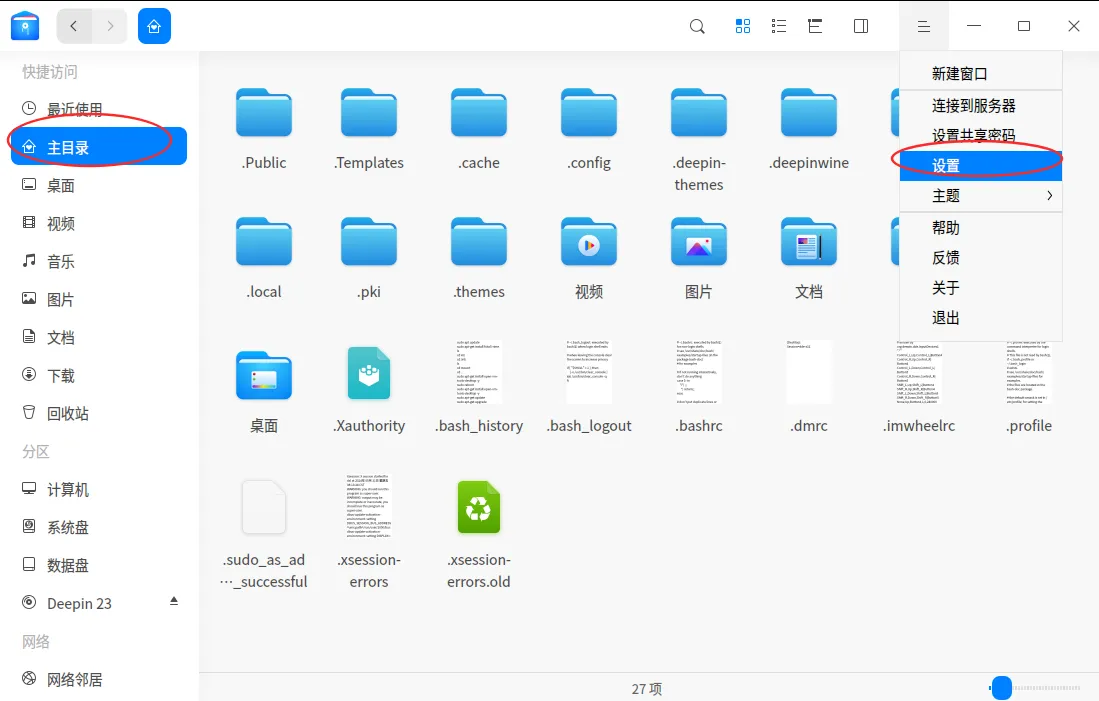 快捷访问
最近使用
主目录
桌面
视频
音乐
图片
文档
下载
回收站
分区
计算机
系统盘
数据盘
Deepin 23
网络
网络邻居
新建窗口
连接到服务器
设置共享密码
设置
主题
帮助
反馈
关于
退出
.Public
.Templates
.cache
.config
.deepin-
themes
.deepinwine
.local
.pki
.themes
视频
图片
文档
桌面
.Xauthority
.bash_history
.bash_logout
.bashrc
.dmrc
.imwheelrc
.profile
.sudo_as_ad
…_successful
.xsession-
errors
.xsession-
errors.old
27 项